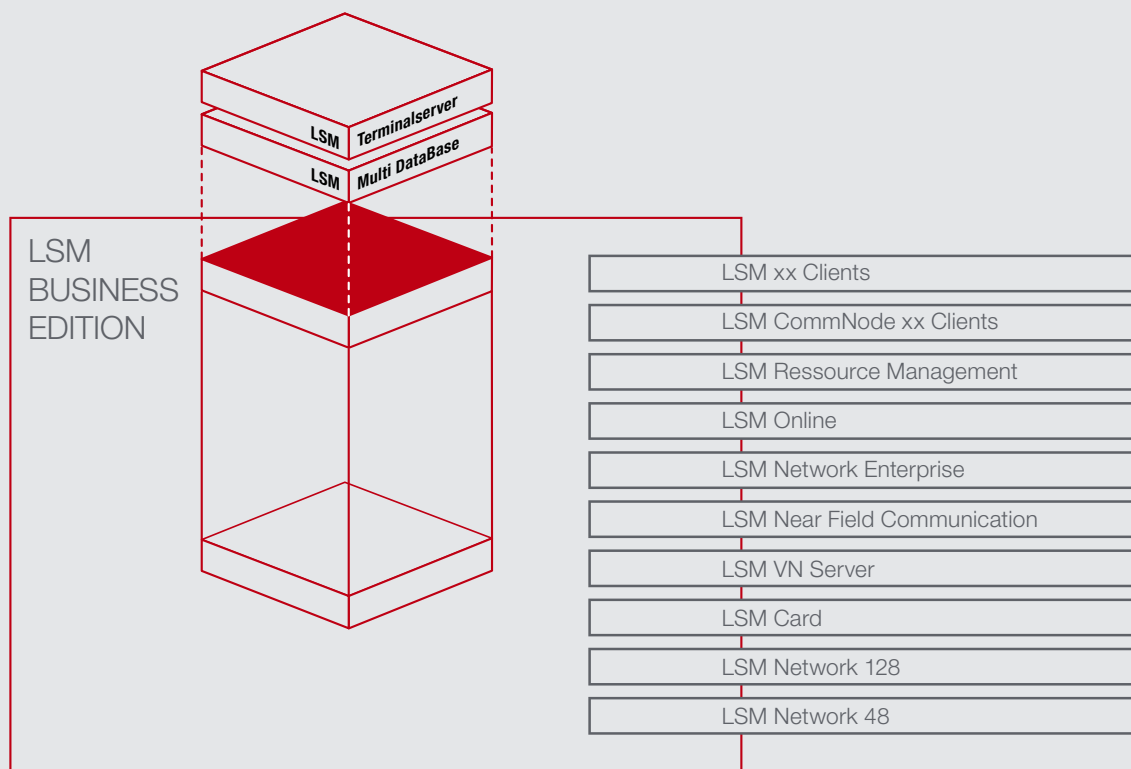 LSM Terminalserver
LSM Multi DataBase
LSM
BUSINESS
EDITION
LSM xx Clients
LSM CommNode xx Clients
LSM Ressource Management
LSM Online
LSM Network Enterprise
LSM Near Field Communication
LSM VN Server
LSM Card
LSM Network 128
LSM Network 48